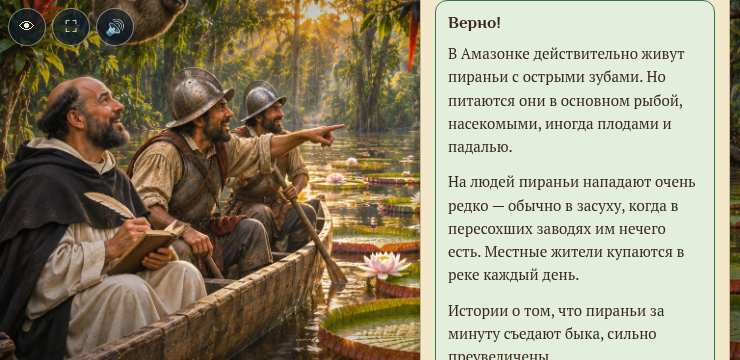 Верно!
В Амазонке действительно живут
пираньи с острыми зубами. Но
питаются они в основном рыбой,
насекомыми, иногда плодами и
падалью.
На людей пираньи нападают очень
редко — обычно в засуху, когда в
пересохших заводях им нечего
есть. Местные жители купаются в
реке каждый день.
Истории о том, что пираньи за
минуту съедают быка, сильно
преувеличены